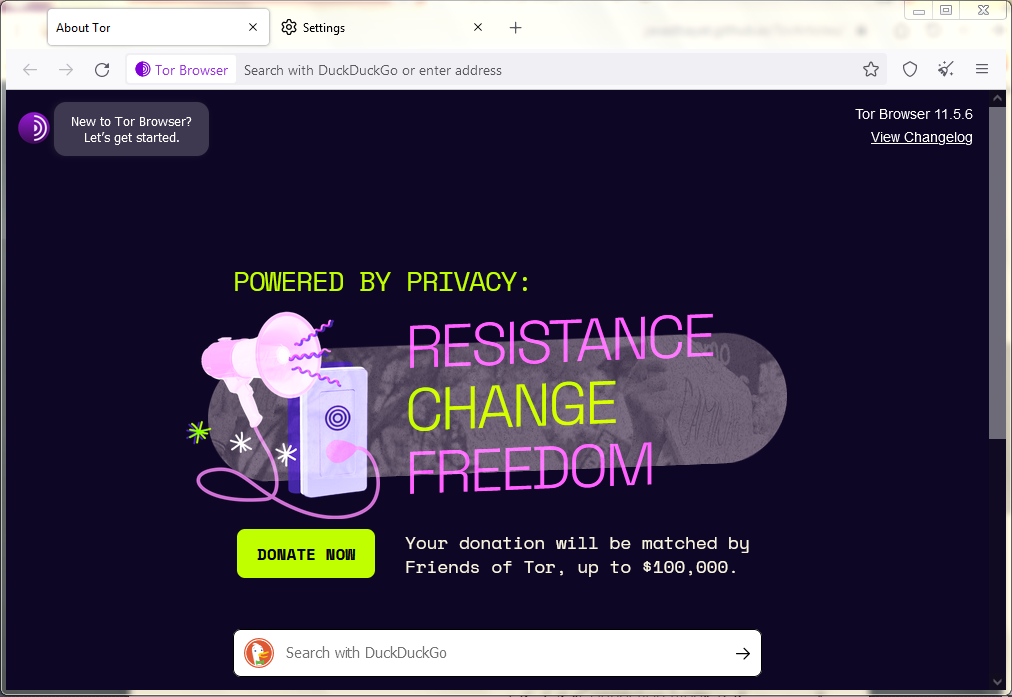 About Tor
Settings
Tor Browser
Search with DuckDuckGo or enter address
New to Tor Browser?
Let's get started.
Tor Browser 11.5.6
View Changelog
POWERED BY PRIVACY:
RESISTANCE
CHANGE
FREEDOM
DONATE NOW
Your donation will be matched by
Friends of Tor, up to $100,000.
Search with DuckDuckGo